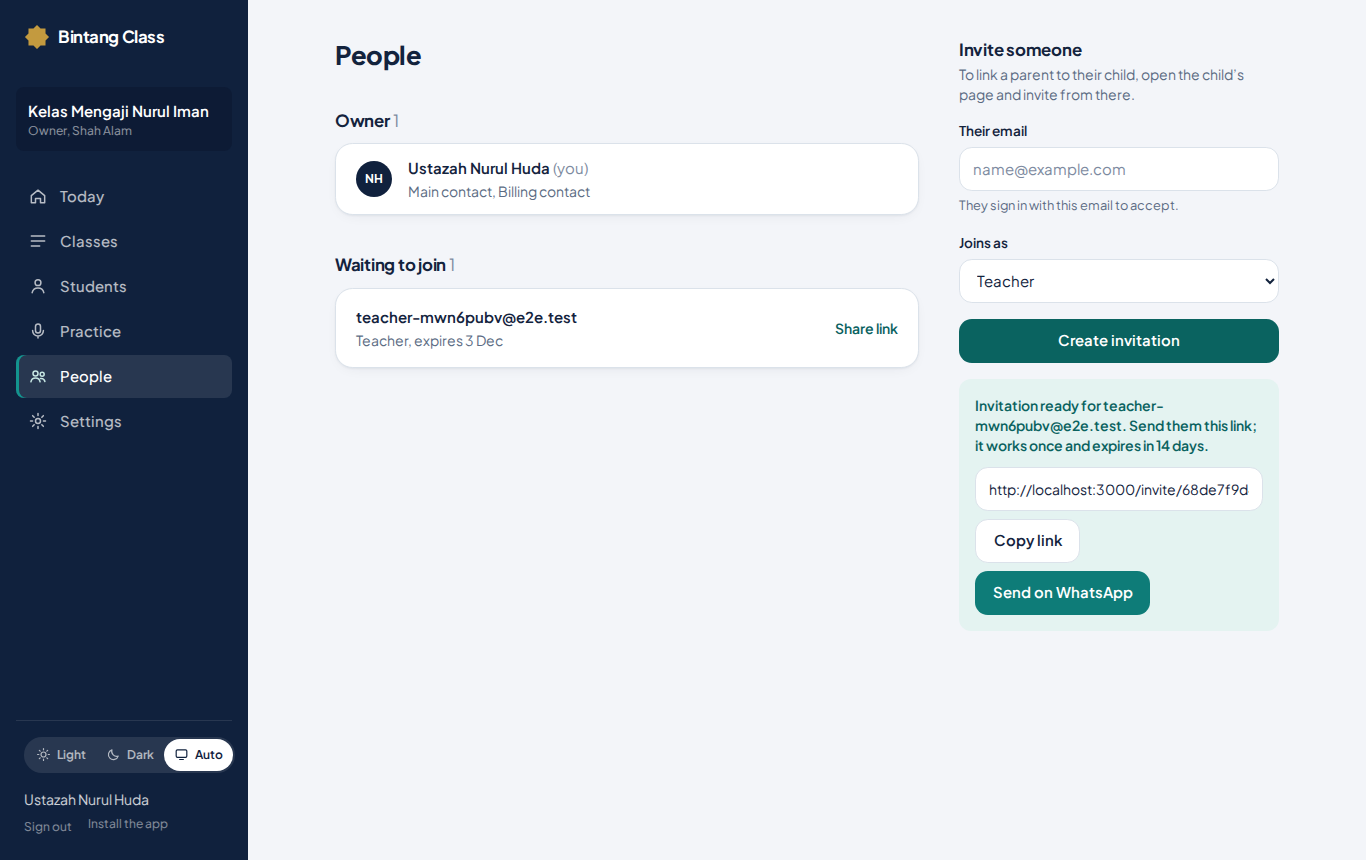 Bintang Class
Kelas Mengaji Nurul Iman
Owner, Shah Alam
Today
Classes
Students
Practice
People
Settings
Light
Dark
Auto
Ustazah Nurul Huda
Sign out
Install the app
People
Owner 1
NH
Ustazah Nurul Huda (you)
Main contact, Billing contact
Waiting to join 1
teacher-mwn6pubv@e2e.test
Teacher, expires 3 Dec
Share link
Invite someone
To link a parent to their child, open the child's
page and invite from there.
Their email
name@example.com
They sign in with this email to accept.
Joins as
Teacher
Create invitation
Invitation ready for teacher-
mwn6pubv@e2e.test. Send them this link;
it works once and expires in 14 days.
http://localhost:3000/invite/68de7f9d
Copy link
Send on WhatsApp